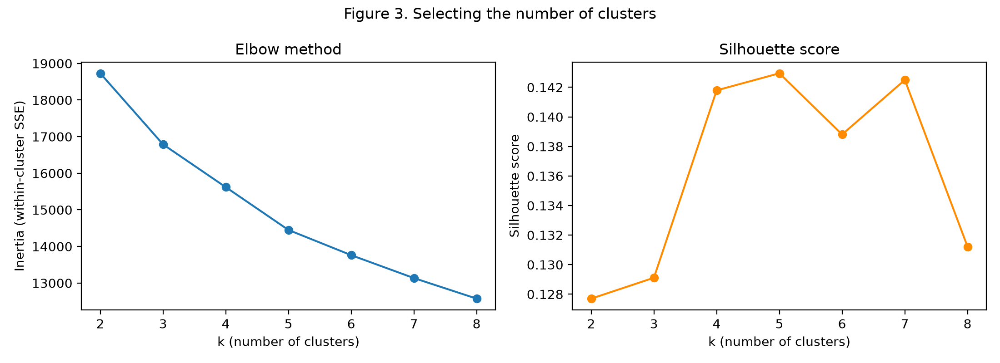 Figure 3. Selecting the number of clusters
Elbow method
Inertia (within-cluster SSE)
19000
18000
17000
16000
15000
14000
13000
2 3 4 5 6 7 8
k (number of clusters)
Silhouette score
Silhouette score
0.142
0.140
0.138
0.136
0.134
0.132
0.130
0.128
2 3 4 5 6 7 8
k (number of clusters)